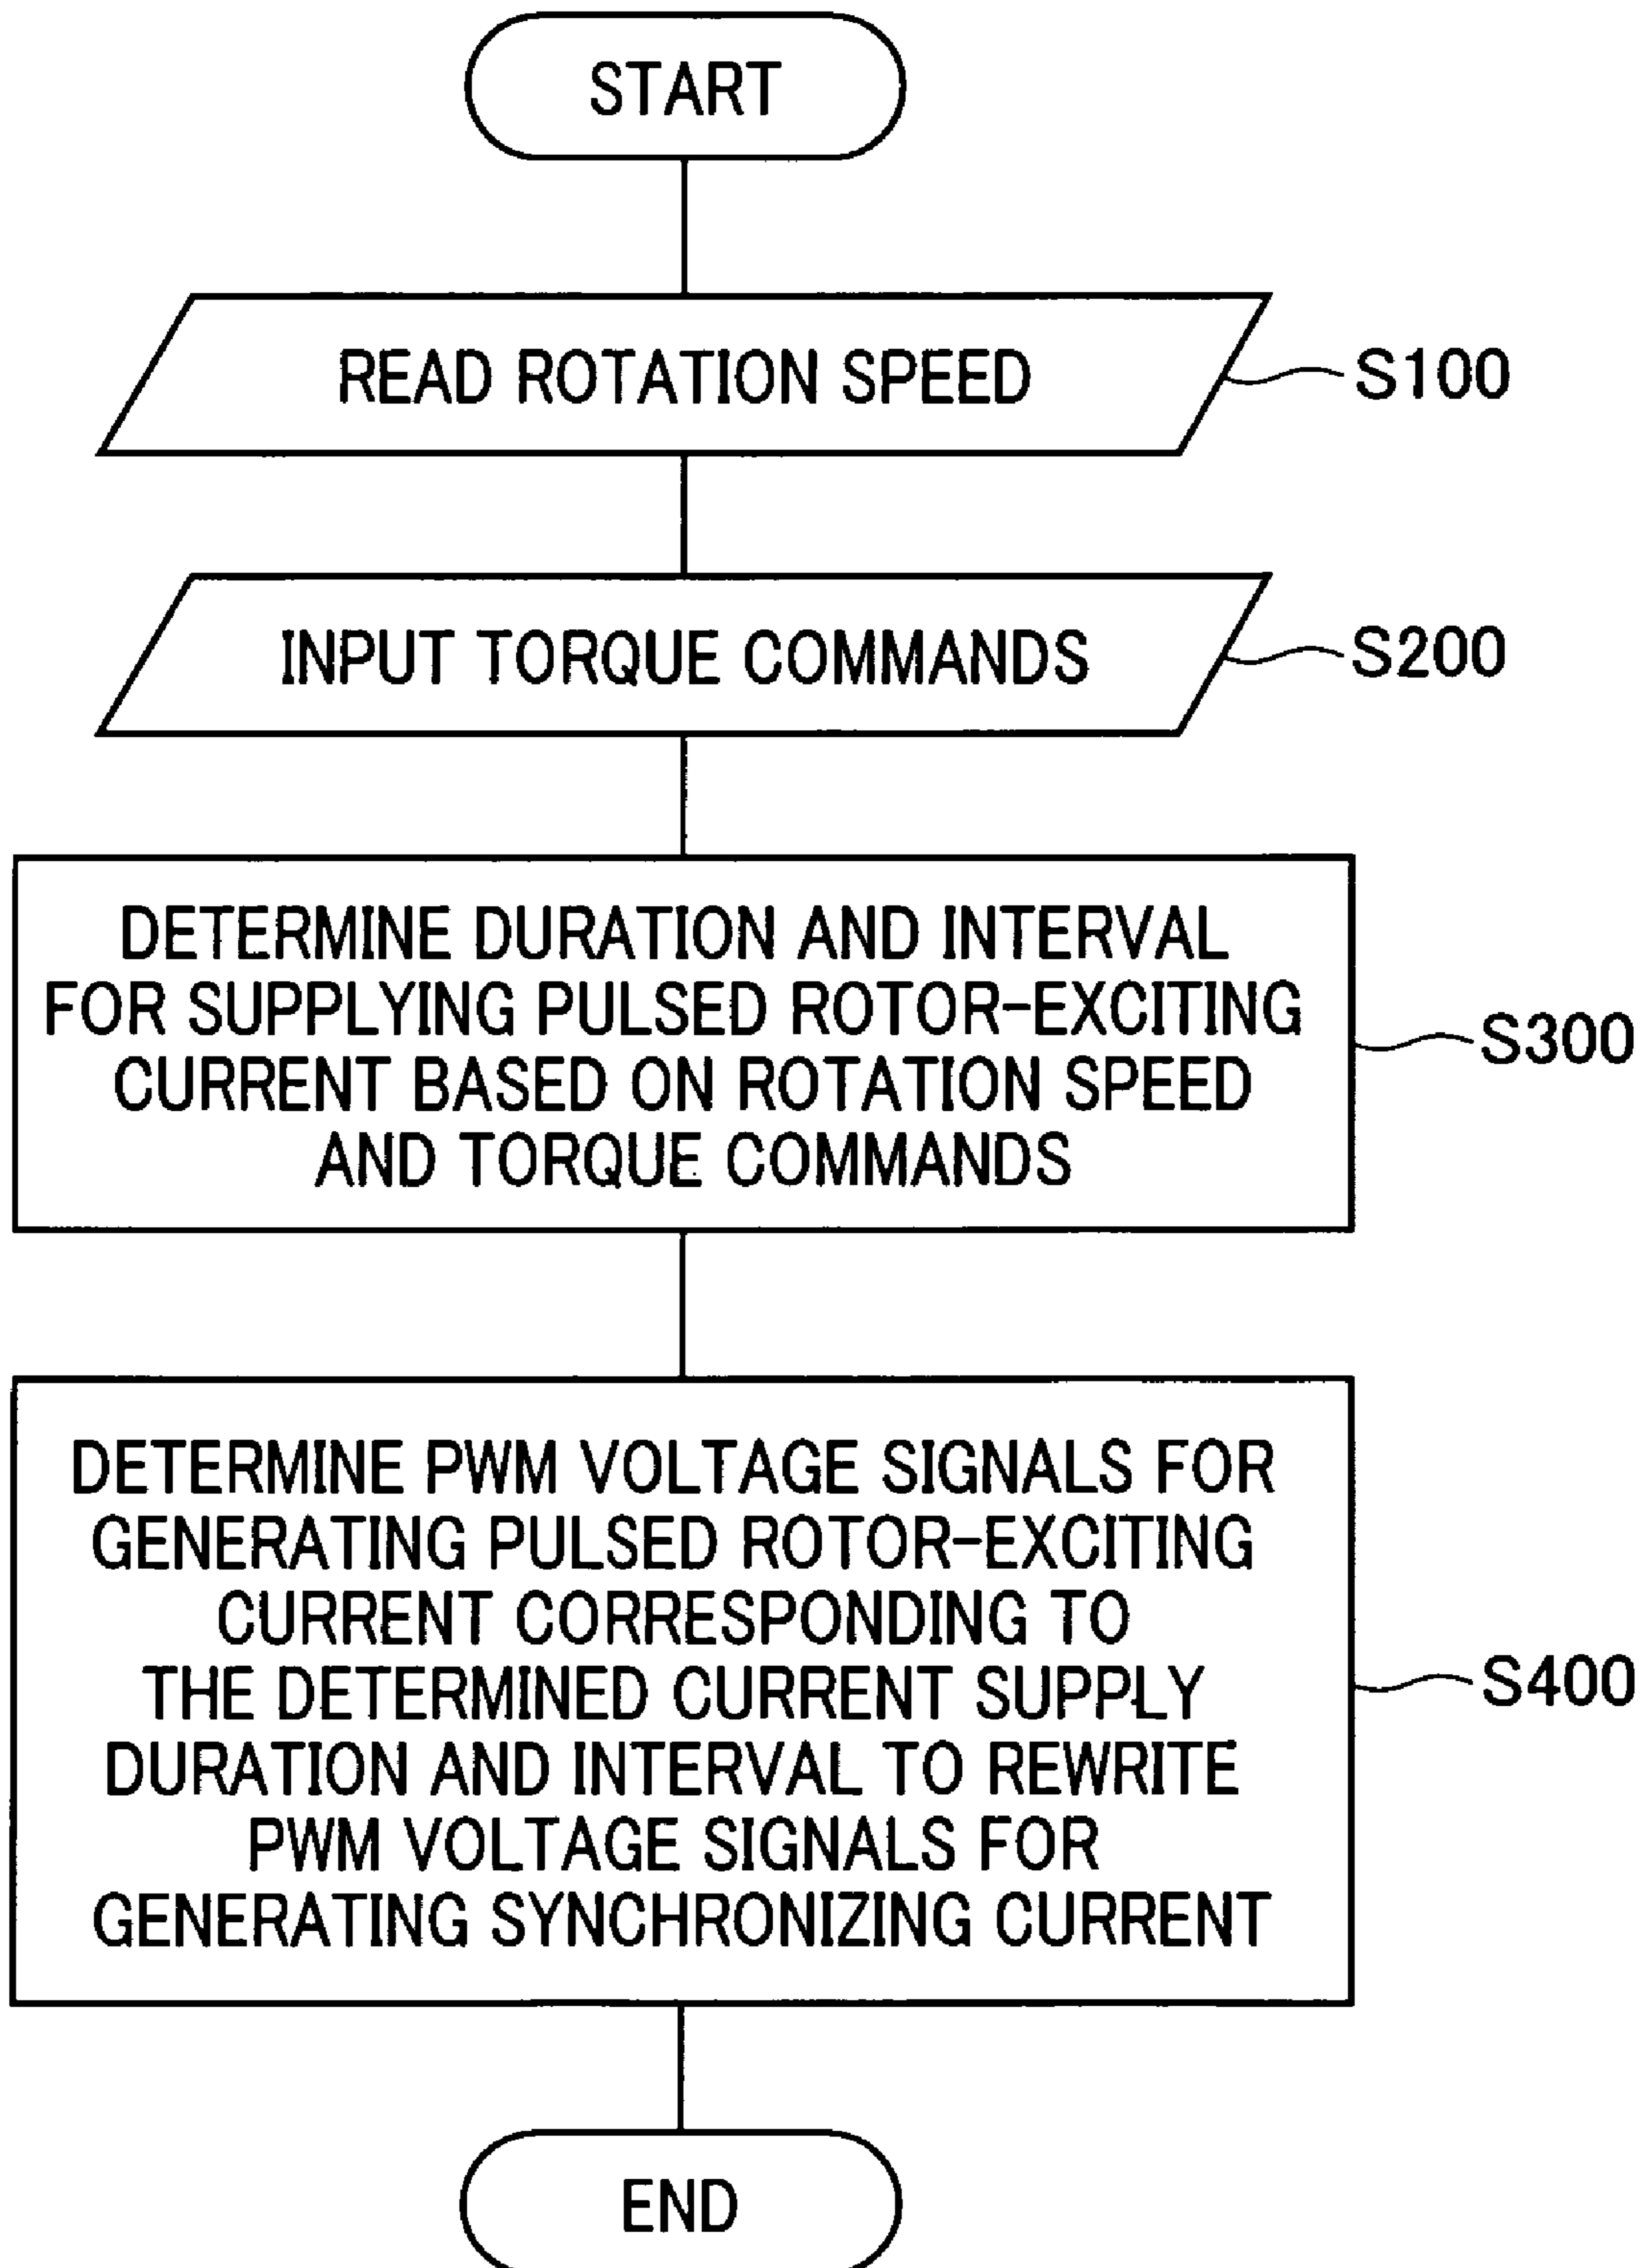 START
READ ROTATION SPEED
S100
INPUT TORQUE COMMANDS
S200
DETERMINE DURATION AND INTERVAL
FOR SUPPLYING PULSED ROTOR-EXCITING
CURRENT BASED ON ROTATION SPEED
AND TORQUE COMMANDS
S300
DETERMINE PWM VOLTAGE SIGNALS FOR
GENERATING PULSED ROTOR-EXCITING
CURRENT CORRESPONDING TO
THE DETERMINED CURRENT SUPPLY
DURATION AND INTERVAL TO REWRITE
PWM VOLTAGE SIGNALS FOR
GENERATING SYNCHRONIZING CURRENT
S400
END